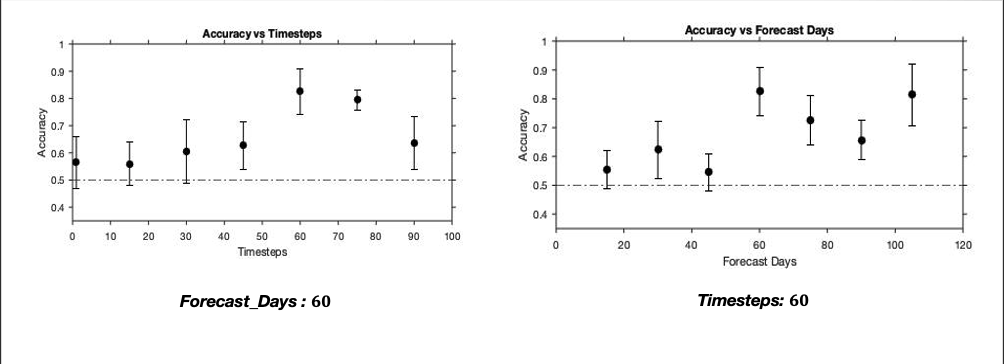 Accuracy vs Timesteps
Accuracy
1
0.9
0.8
0.7
0.6
0.5
0.4
0 10 20 30 40 50 60 70 80 90 100
Timesteps
Forecast_Days : 60
Accuracy vs Forecast Days
Accuracy
1
0.9
0.8
0.7
0.6
0.5
0.4
0 20 40 60 80 100 120
Forecast Days
Timesteps: 60